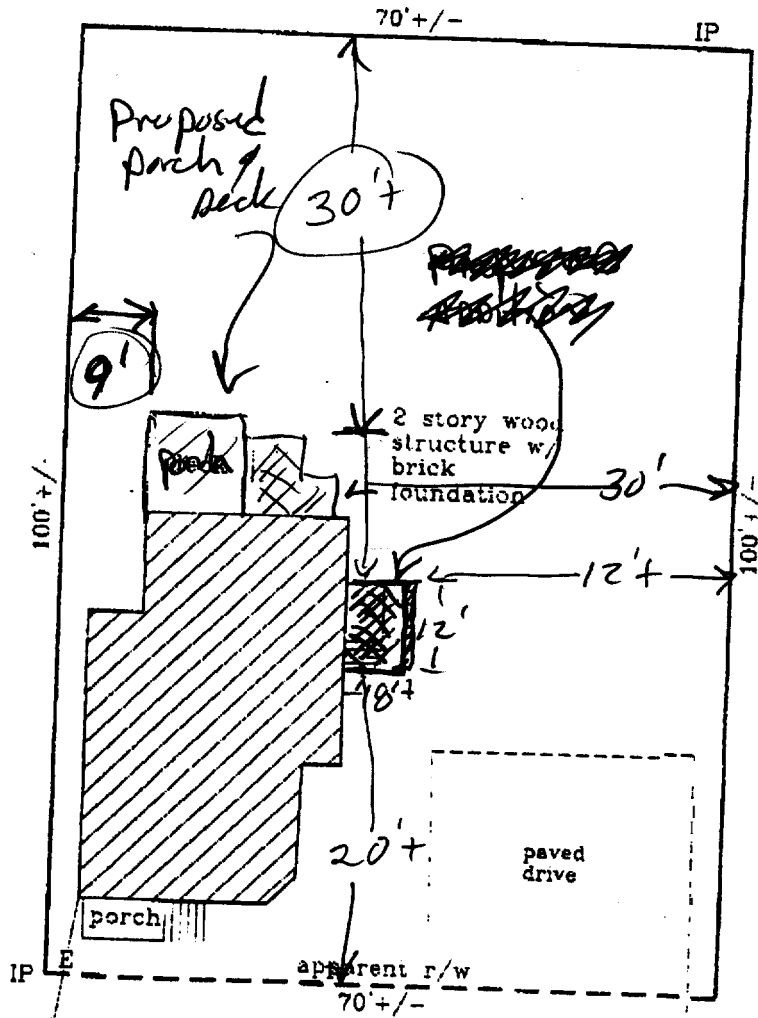 70'+/-
IP
Proposed
porch /
deck
30'+
9'
2 story wood
structure w/
brick
foundation
30'
100'+/-
100'+/-
12'+
12'
8'+
20'+
paved
drive
porch
IP
E
apparent r/w
70'+/-